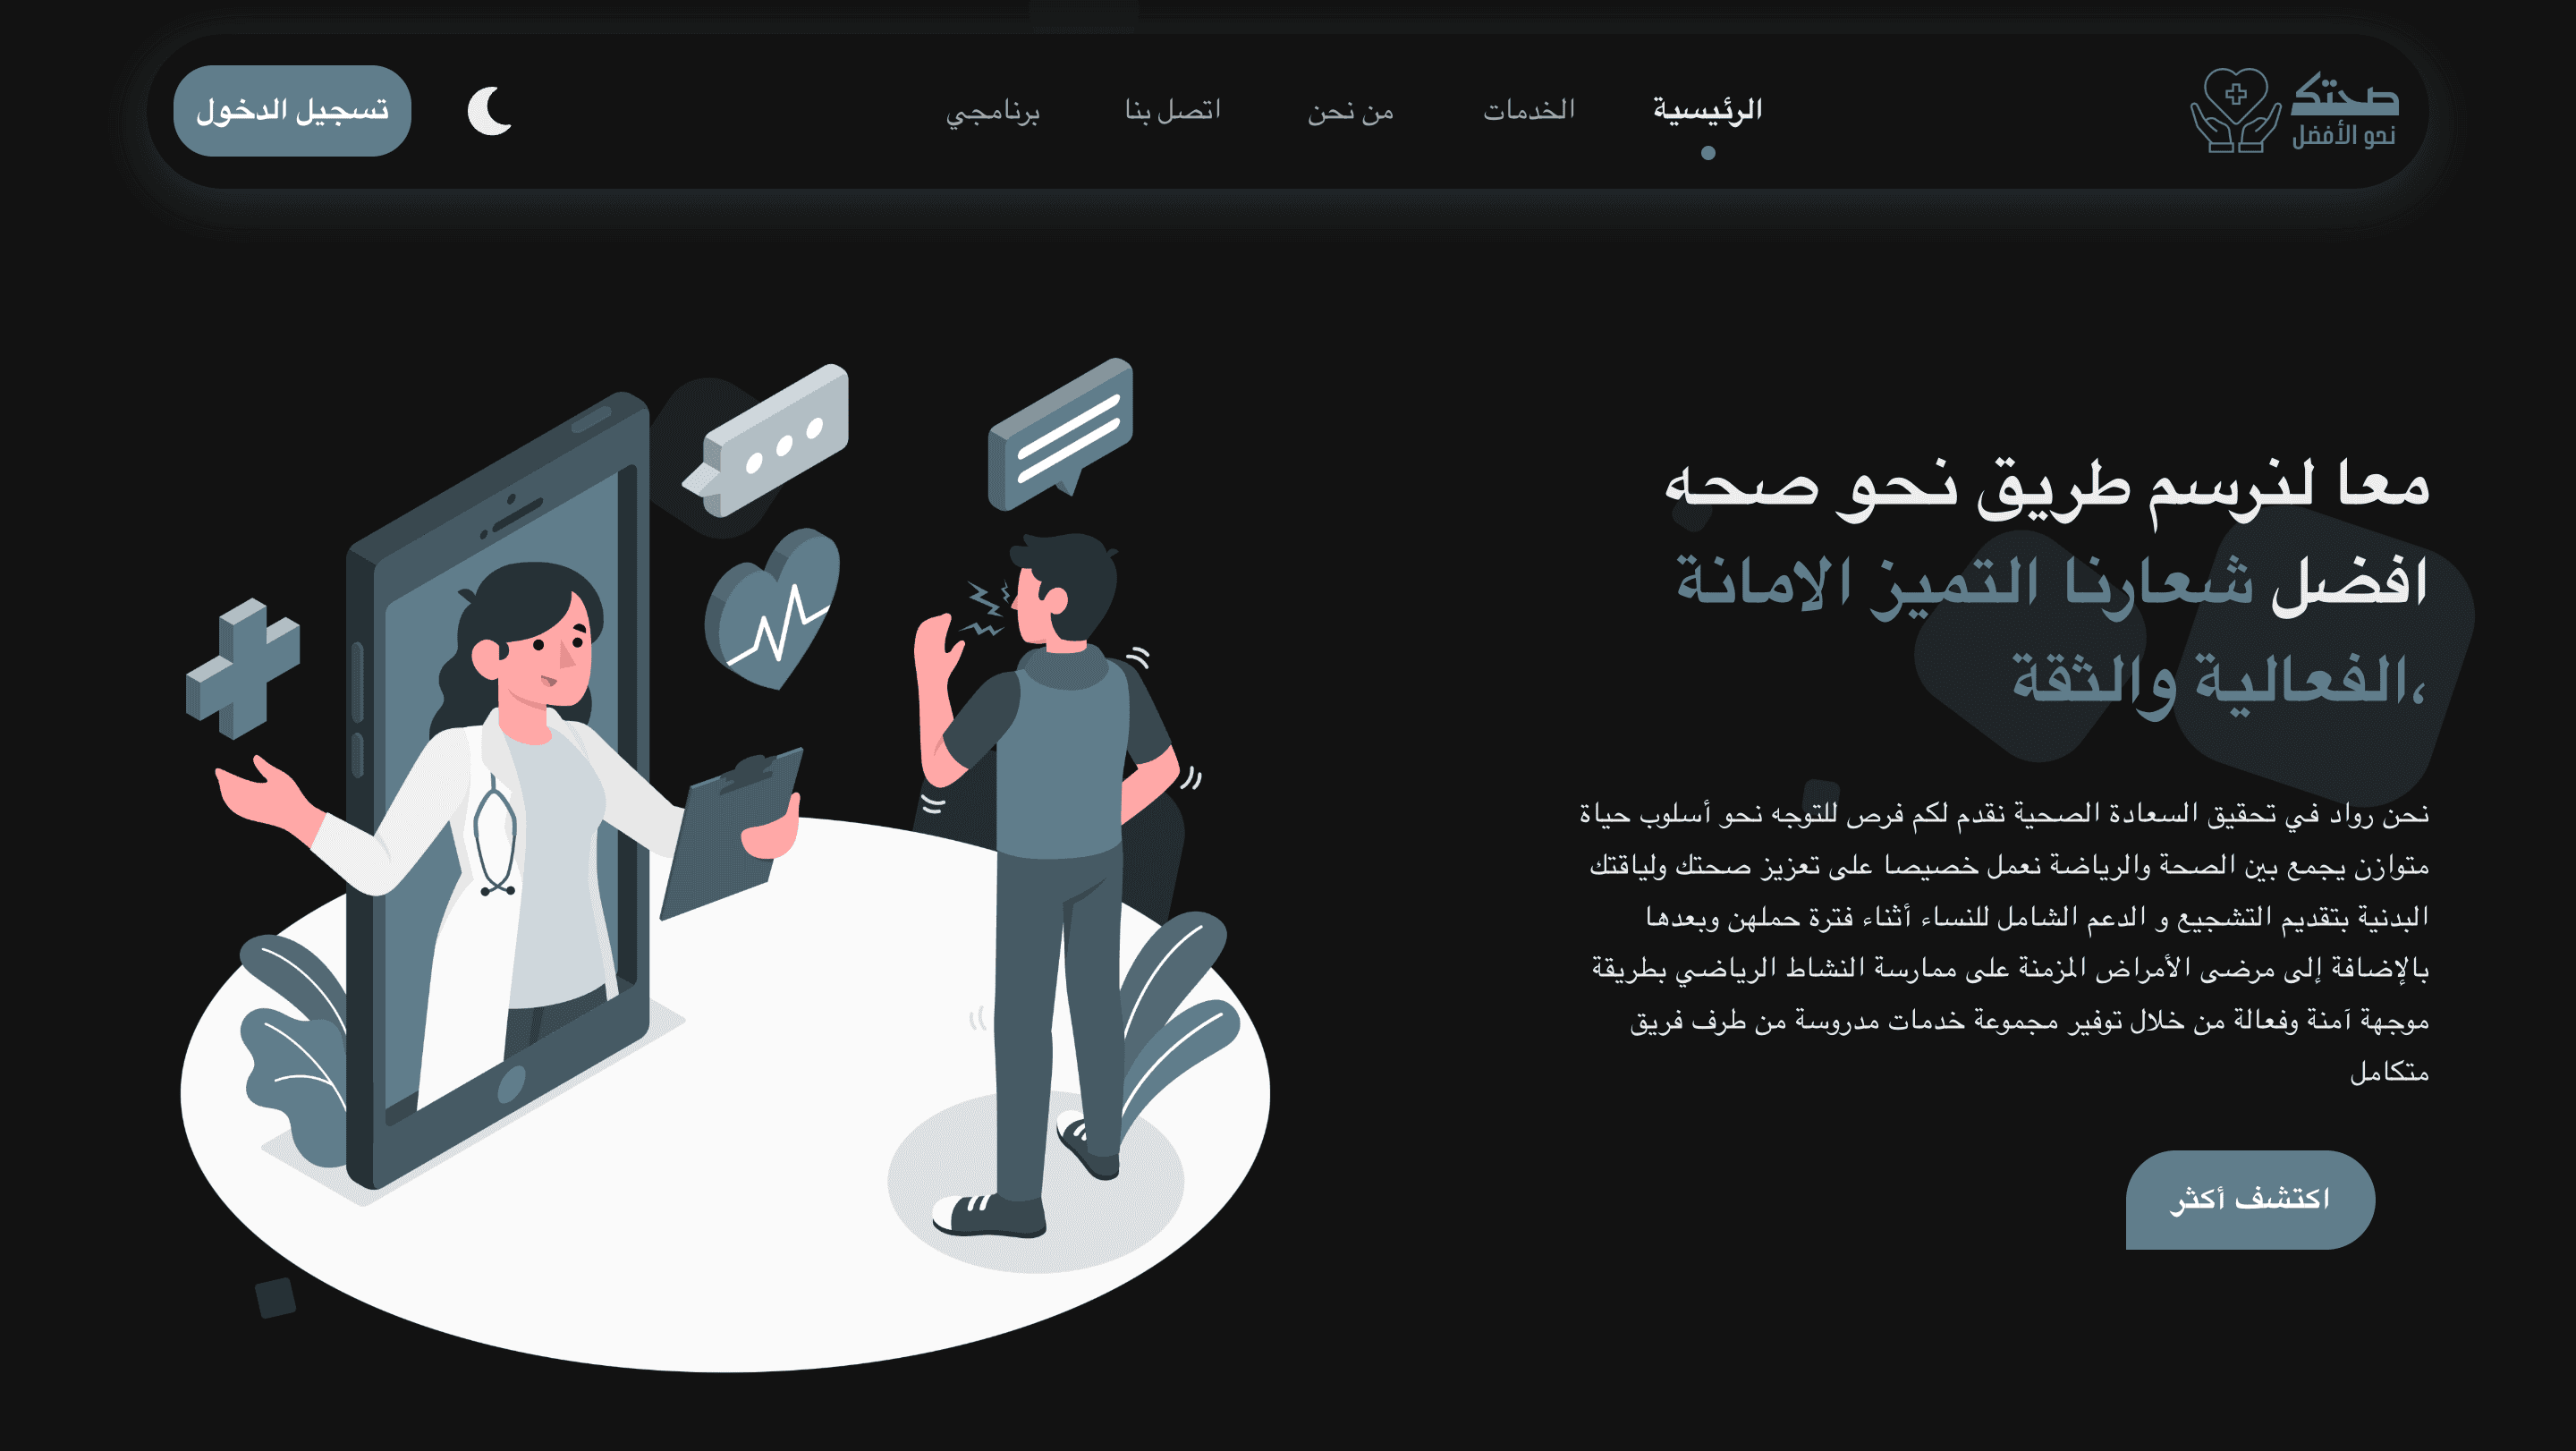 صحتك
نحو الأفضل
الرئيسية
الخدمات
من نحن
اتصل بنا
برنامجي
تسجيل الدخول
معا لنرسم طريق نحو صحه
افضل شعارنا التميز الامانة
،الفعالية والثقة
نحن رواد في تحقيق السعادة الصحية نقدم لكم فرص للتوجه نحو أسلوب حياة
متوازن يجمع بين الصحة والرياضة نعمل خصيصا على تعزيز صحتك ولياقتك
البدنية بتقديم التشجيع و الدعم الشامل للنساء أثناء فترة حملهن وبعدها
بالإضافة إلى مرضى الأمراض المزمنة على ممارسة النشاط الرياضي بطريقة
موجهة آمنة وفعالة من خلال توفير مجموعة خدمات مدروسة من طرف فريق
متكامل
اكتشف أكثر